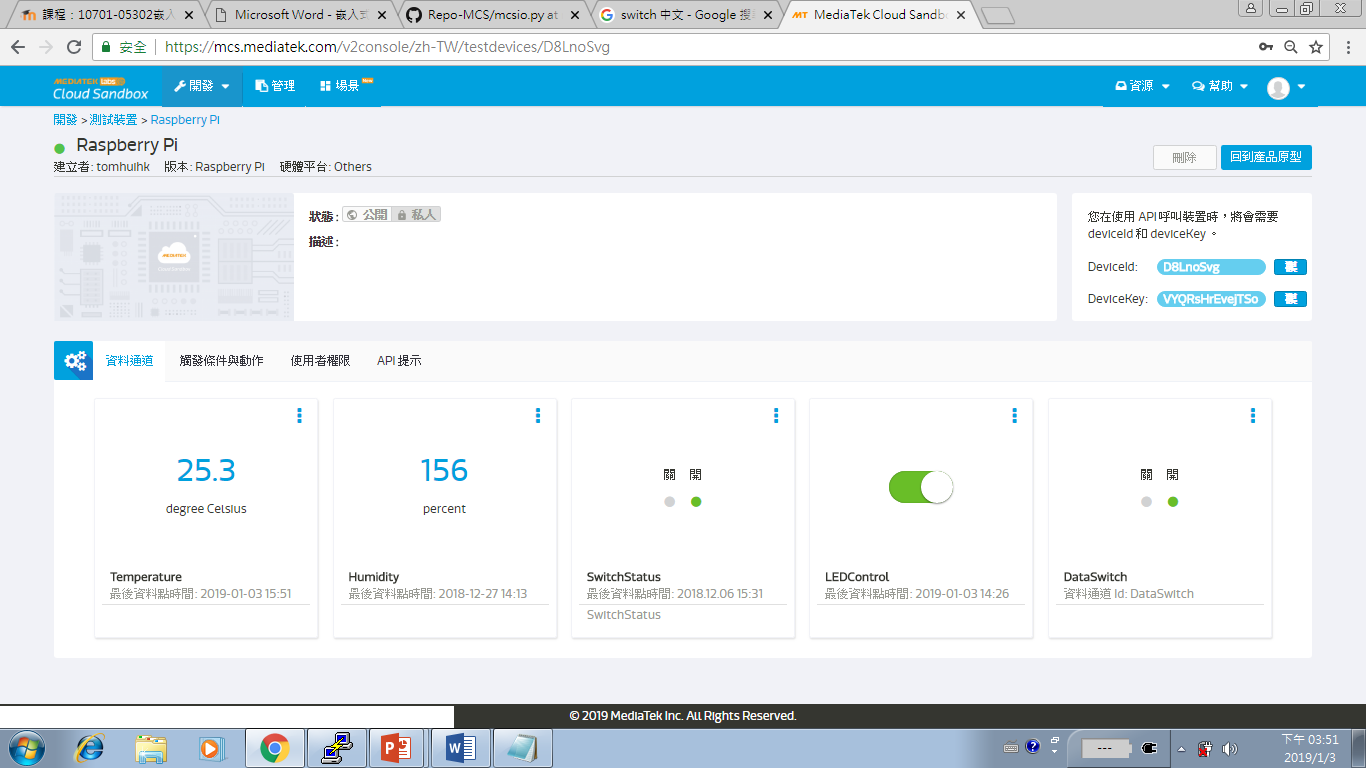 課程：10701-05302嵌入
Microsoft Word - 嵌入式
Repo-MCS/mcsio.py at
switch 中文 - Google 搜尋
MediaTek Cloud Sandb
安全 https://mcs.mediatek.com/v2console/zh-TW/testdevices/D8LnoSvg
MEDIATEK labs
Cloud Sandbox
開發
管理
場景
New
資源
幫助
開發 > 測試裝置 > Raspberry Pi
Raspberry Pi
建立者: tomhuihk 版本: Raspberry Pi 硬體平台: Others
刪除
回到產品原型
MEDIATEK
Cloud Sandbox
狀態: 公開 私人
描述:
您在使用 API 呼叫裝置時，將會需要
deviceId 和 deviceKey 。
DeviceId: D8LnoSvg
DeviceKey: VYQRsHrEvejTSo
資料通道 觸發條件與動作 使用者權限 API 提示
25.3
degree Celsius
Temperature
最後資料點時間: 2019-01-03 15:51
156
percent
Humidity
最後資料點時間: 2018-12-27 14:13
關 開
SwitchStatus
最後資料點時間: 2018.12.06 15:31
SwitchStatus
LEDControl
最後資料點時間: 2019-01-03 14:26
關 開
DataSwitch
資料通道 Id: DataSwitch
© 2019 MediaTek Inc. All Rights Reserved.
下午 03:51
2019/1/3